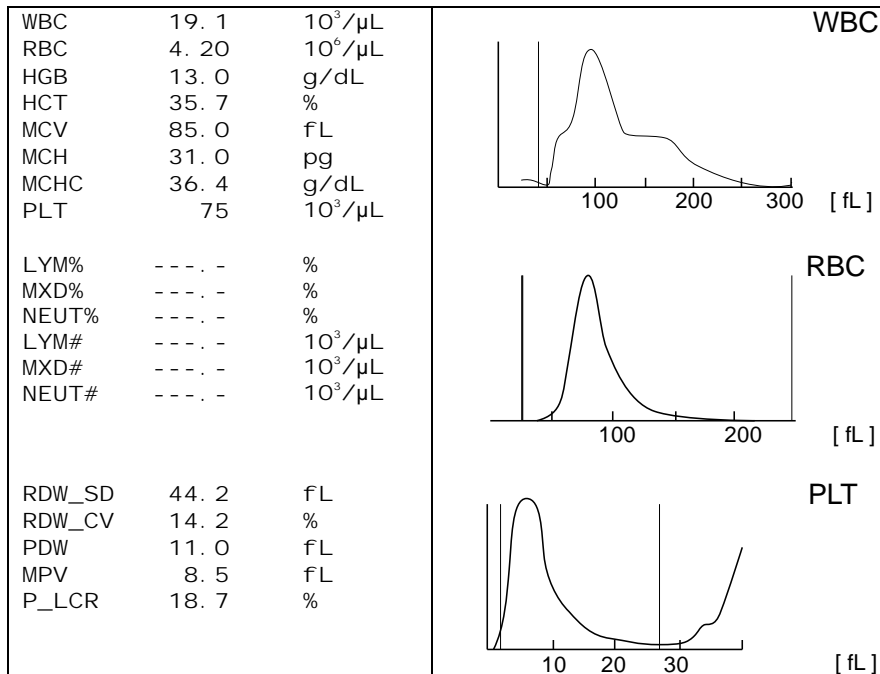 WBC 19.1 10³/µL
RBC 4.20 10⁶/µL
HGB 13.0 g/dL
HCT 35.7 %
MCV 85.0 fL
MCH 31.0 pg
MCHC 36.4 g/dL
PLT 75 10³/µL
LYM% ---.- %
MXD% ---.- %
NEUT% ---.- %
LYM# ---.- 10³/µL
MXD# ---.- 10³/µL
NEUT# ---.- 10³/µL
RDW_SD 44.2 fL
RDW_CV 14.2 %
PDW 11.0 fL
MPV 8.5 fL
P_LCR 18.7 %
WBC
100 200 300 [fL]
RBC
100 200 [fL]
PLT
10 20 30 [fL]